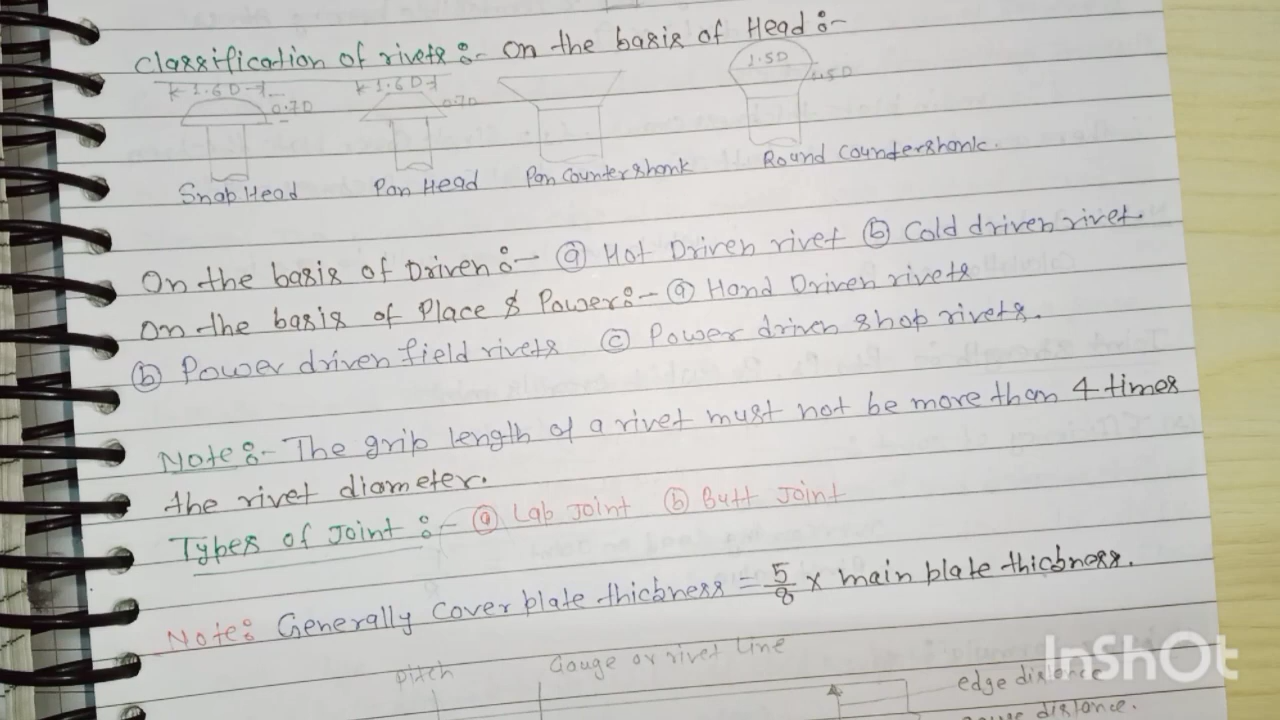 Classification of rivets :- On the basis of Head :-
1.6D 1.6D 1.5D
0.7D 0.7D 1.5D
Snap Head Pan Head Pan Countershank Round Countershank.
On the basis of Driven :- ⓐ Hot Driven rivet ⓑ Cold driven rivet.
On the basis of Place & Power :- ⓐ Hand Driven rivets
ⓑ Power driven field rivets ⓒ Power driven shop rivets.
Note :- The grip length of a rivet must not be more than 4 times
the rivet diameter.
Types of Joint :- ⓐ Lap Joint ⓑ Butt Joint
Note: Generally Cover plate thickness = 5/8 x main plate thickness.
Pitch Gauge or rivet Line
edge distance
distance.
InShOt